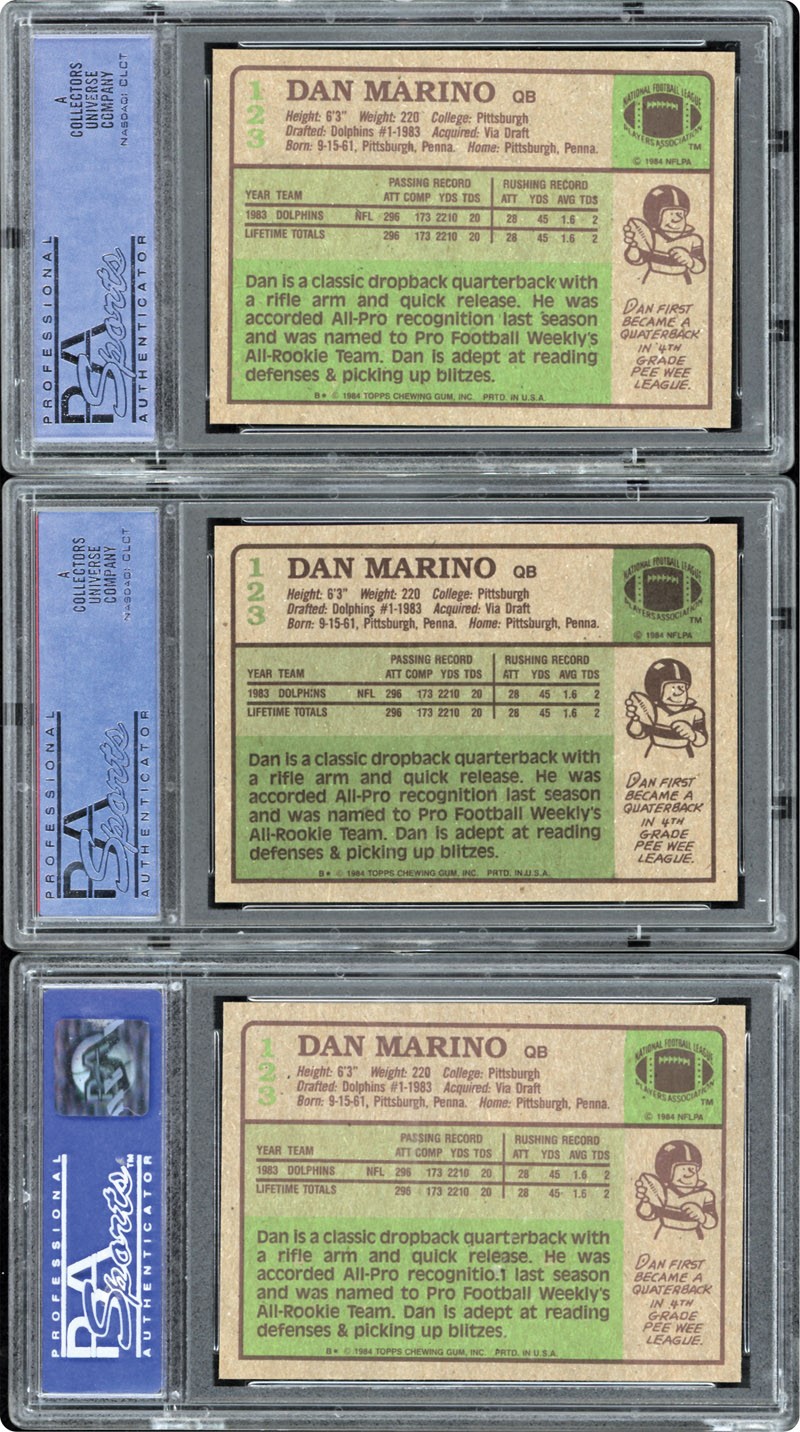 A
COLLECTORS
UNIVERSE
COMPANY
NASDAQ: CLCT
PROFESSIONAL
PSA
Sports
AUTHENTICATOR
123
DAN MARINO QB
Height: 6'3" Weight: 220 College: Pittsburgh
Drafted: Dolphins #1-1983 Acquired: Via Draft
Born: 9-15-61, Pittsburgh, Penna. Home: Pittsburgh, Penna.
NATIONAL FOOTBALL LEAGUE
PLAYERS ASSOCIATION
TM
© 1984 NFLPA
PASSING RECORD RUSHING RECORD
YEAR TEAM ATT COMP YDS TDS ATT YDS AVG TDS
1983 DOLPHINS NFL 296 173 2210 20 28 45 1.6 2
LIFETIME TOTALS 296 173 2210 20 28 45 1.6 2
Dan is a classic dropback quarterback with
a rifle arm and quick release. He was
accorded All-Pro recognition last season
and was named to Pro Football Weekly's
All-Rookie Team. Dan is adept at reading
defenses & picking up blitzes.
DAN FIRST
BECAME A
QUATERBACK
IN 4TH
GRADE
PEE WEE
LEAGUE.
B* © 1984 TOPPS CHEWING GUM, INC. PRTD. IN U.S.A.
A
COLLECTORS
UNIVERSE
COMPANY
NASDAQ: CLCT
PROFESSIONAL
PSA
Sports
AUTHENTICATOR
123
DAN MARINO QB
Height: 6'3" Weight: 220 College: Pittsburgh
Drafted: Dolphins #1-1983 Acquired: Via Draft
Born: 9-15-61, Pittsburgh, Penna. Home: Pittsburgh, Penna.
NATIONAL FOOTBALL LEAGUE
PLAYERS ASSOCIATION
TM
© 1984 NFLPA
PASSING RECORD RUSHING RECORD
YEAR TEAM ATT COMP YDS TDS ATT YDS AVG TDS
1983 DOLPHINS NFL 296 173 2210 20 28 45 1.6 2
LIFETIME TOTALS 296 173 2210 20 28 45 1.6 2
Dan is a classic dropback quarterback with
a rifle arm and quick release. He was
accorded All-Pro recognition last season
and was named to Pro Football Weekly's
All-Rookie Team. Dan is adept at reading
defenses & picking up blitzes.
DAN FIRST
BECAME A
QUATERBACK
IN 4TH
GRADE
PEE WEE
LEAGUE.
B* © 1984 TOPPS CHEWING GUM, INC. PRTD. IN U.S.A.
PROFESSIONAL
PSA
Sports™
AUTHENTICATOR
123
DAN MARINO QB
Height: 6'3" Weight: 220 College: Pittsburgh
Drafted: Dolphins #1-1983 Acquired: Via Draft
Born: 9-15-61, Pittsburgh, Penna. Home: Pittsburgh, Penna.
NATIONAL FOOTBALL LEAGUE
PLAYERS ASSOCIATION
TM
© 1984 NFLPA
PASSING RECORD RUSHING RECORD
YEAR TEAM ATT COMP YDS TDS ATT YDS AVG TDS
1983 DOLPHINS NFL 296 173 2210 20 28 45 1.6 2
LIFETIME TOTALS 296 173 2210 20 28 45 1.6 2
Dan is a classic dropback quarterback with
a rifle arm and quick release. He was
accorded All-Pro recognition last season
and was named to Pro Football Weekly's
All-Rookie Team. Dan is adept at reading
defenses & picking up blitzes.
DAN FIRST
BECAME A
QUATERBACK
IN 4TH
GRADE
PEE WEE
LEAGUE.
B* © 1984 TOPPS CHEWING GUM, INC. PRTD. IN U.S.A.